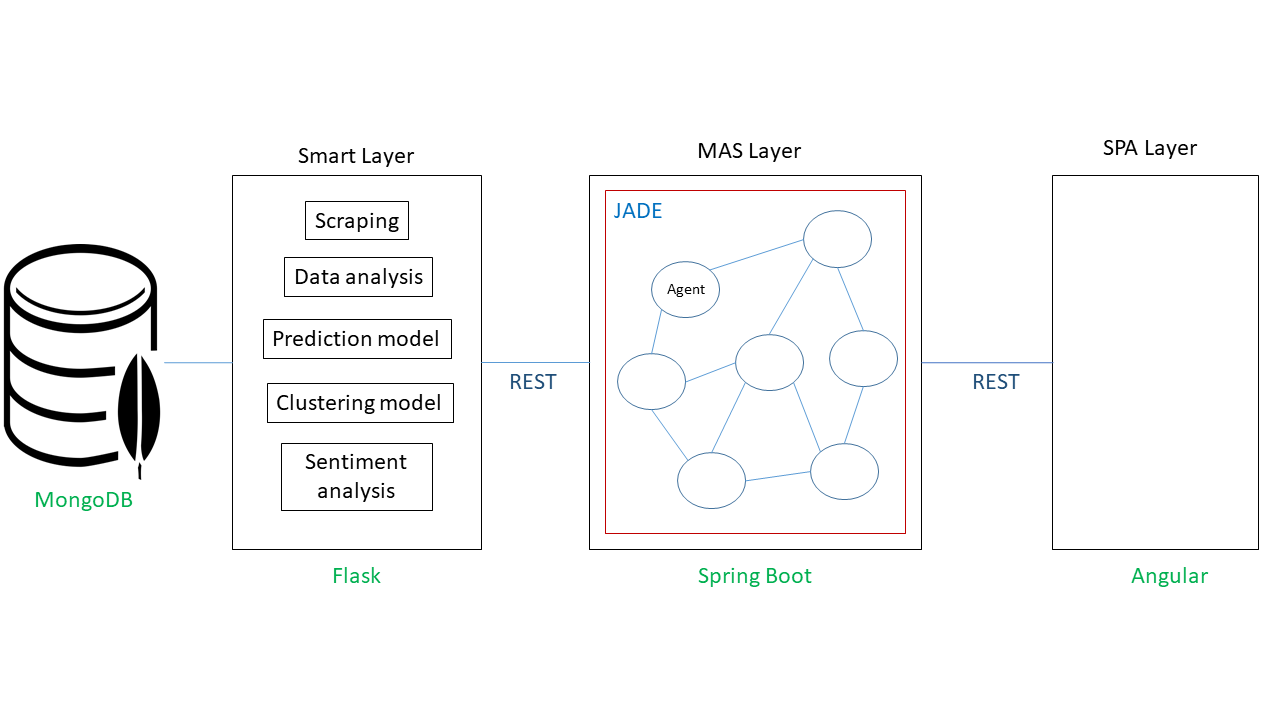 Smart Layer
MAS Layer
SPA Layer
Scraping
Data analysis
Prediction model
Clustering model
Sentiment
analysis
JADE
Agent
REST
REST
MongoDB
Flask
Spring Boot
Angular